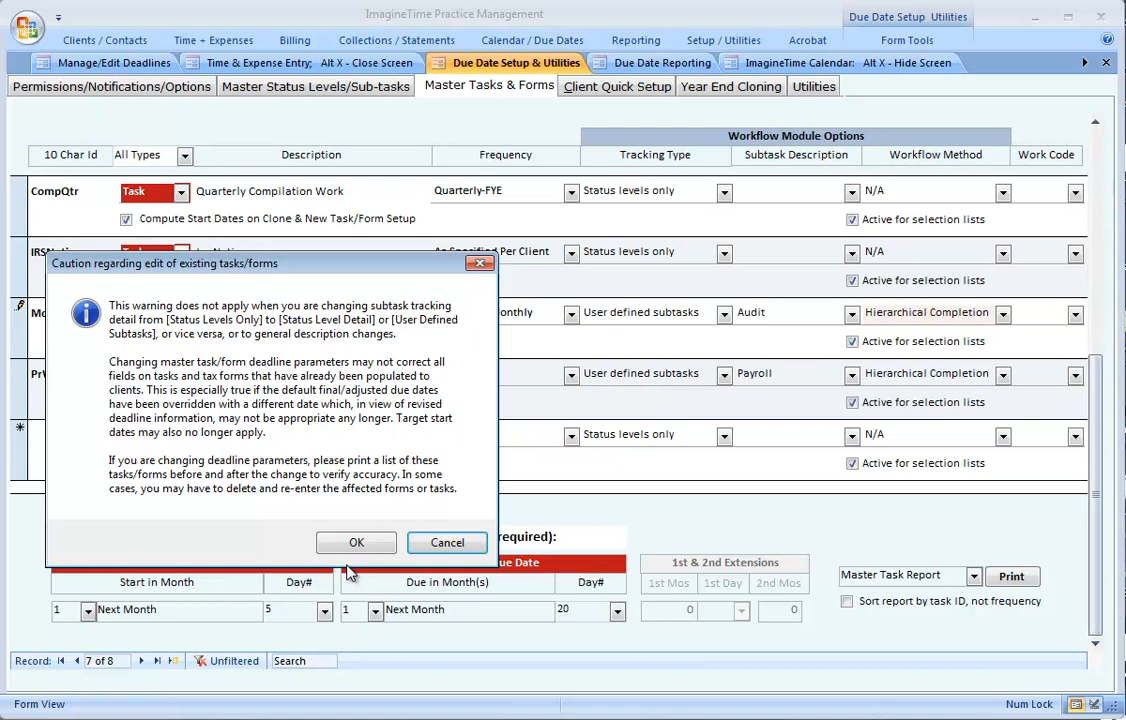 ImagineTime Practice Management
Due Date Setup Utilities
Clients / Contacts Time + Expenses Billing Collections / Statements Calendar / Due Dates Reporting Setup / Utilities Acrobat Form Tools
Manage/Edit Deadlines Time & Expense Entry; Alt X - Close Screen Due Date Setup & Utilities Due Date Reporting ImagineTime Calendar: Alt X - Hide Screen
Permissions/Notifications/Options Master Status Levels/Sub-tasks Master Tasks & Forms Client Quick Setup Year End Cloning Utilities
Workflow Module Options
10 Char Id All Types Description Frequency Tracking Type Subtask Description Workflow Method Work Code
CompQtr Task Quarterly Compilation Work Quarterly-FYE Status levels only N/A
Compute Start Dates on Clone & New Task/Form Setup Active for selection lists
Per Client Status levels only N/A
Active for selection lists
User defined subtasks Audit Hierarchical Completion
Active for selection lists
User defined subtasks Payroll Hierarchical Completion
Active for selection lists
Status levels only N/A
Active for selection lists
Caution regarding edit of existing tasks/forms
This warning does not apply when you are changing subtask tracking
detail from [Status Levels Only] to [Status Level Detail] or [User Defined
Subtasks], or vice versa, or to general description changes.
Changing master task/form deadline parameters may not correct all
fields on tasks and tax forms that have already been populated to
clients. This is especially true if the default final/adjusted due dates
have been overridden with a different date which, in view of revised
deadline information, may not be appropriate any longer. Target start
dates may also no longer apply.
If you are changing deadline parameters, please print a list of these
tasks/forms before and after the change to verify accuracy. In some
cases, you may have to delete and re-enter the affected forms or tasks.
OK Cancel
equired):
ue Date 1st & 2nd Extensions
Start in Month Day# Due in Month(s) Day# 1st Mos 1st Day 2nd Mos
Master Task Report Print
1 Next Month 5 1 Next Month 20 0 0
Sort report by task ID, not frequency
Record: 7 of 8 Unfiltered Search
Form View Num Lock